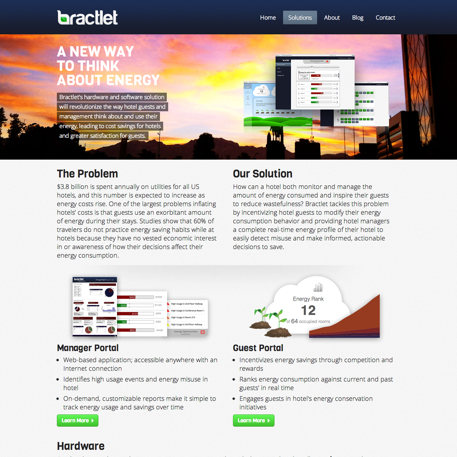 bractlet
Home Solutions About Blog Contact
A NEW WAY
TO THINK
ABOUT ENERGY
Bractlet's hardware and software solution
will revolutionize the way hotel guests and
management think about and use their
energy, leading to cost savings for hotels
and greater satisfaction for guests.
The Problem
$3.8 billion is spent annually on utilities for all US
hotels, and this number is expected to increase as
energy costs rise. One of the largest problems inflating
hotels' costs is that guests use an exorbitant amount
of energy during their stays. Studies show that 60% of
travelers do not practice energy saving habits while at
hotels because they have no vested economic interest
in or awareness of how their decisions affect their
energy consumption.
Our Solution
How can a hotel both monitor and manage the
amount of energy consumed and inspire their guests
to reduce wastefulness? Bractlet tackles this problem
by incentivizing hotel guests to modify their energy
consumption behavior and providing hotel managers
a complete real-time energy profile of their hotel to
easily detect misuse and make informed, actionable
decisions to save.
Manager Portal
Web-based application; accessible anywhere with an
Internet connection
Identifies high usage events and energy misuse in
hotel
On-demand, customizable reports make it simple to
track energy usage and savings over time
Learn More >
Energy Rank
12
of 64 occupied rooms
Guest Portal
Incentivizes energy savings through competition and
rewards
Ranks energy consumption against current and past
guests' in real time
Engages guests in hotel's energy conservation
initiatives
Learn More >
Hardware